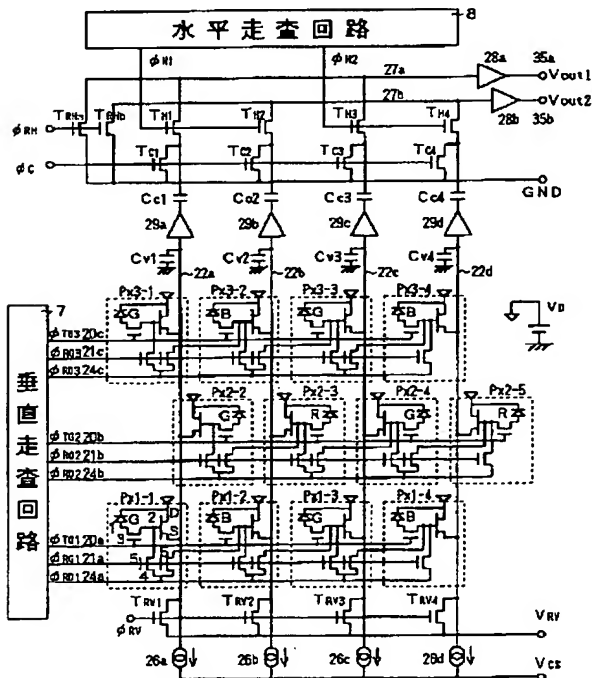 8
水平走査回路
φH1 φH2
27a 28a 35a
Vout1
27b
Vout2
28b 35b
TRHa TRHb TH1 TH2 TH3 TH4
φRH
TC1 TC2 TC3 TC4
φC
GND
Cc1 Cc2 Cc3 Cc4
29a 29b 29c 29d
Cv1 Cv2 Cv3 Cv4
22a 22b 22c 22d
Px3-1 Px3-2 Px3-3 Px3-4
7
G B G B
VD
φTG3 20c
φRG3 21c
φRD3 24c
垂直走査回路
Px2-2 Px2-3 Px2-4 Px2-5
G R G R
φTG2 20b
φRG2 21b
φRD2 24b
Px1-1 Px1-2 Px1-3 Px1-4
G 2 D B G B
3 S
φTG1 20a
φRG1 21a 5
φRD1 24a 4
TRV1 TRV2 TRV3 TRV4
φRV
VRV
26a 26b 26c 26d
VCS